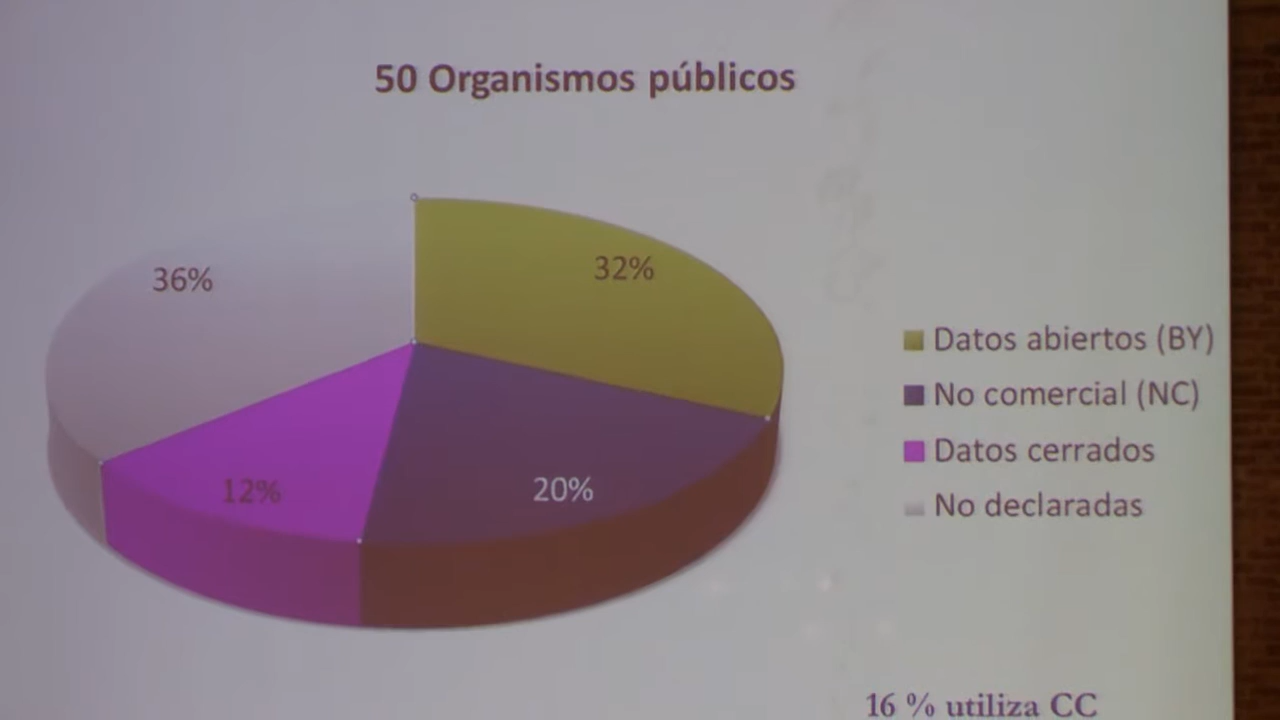 50 Organismos públicos
36%
32%
12%
20%
Datos abiertos (BY)
No comercial (NC)
Datos cerrados
No declaradas
16 % utiliza CC